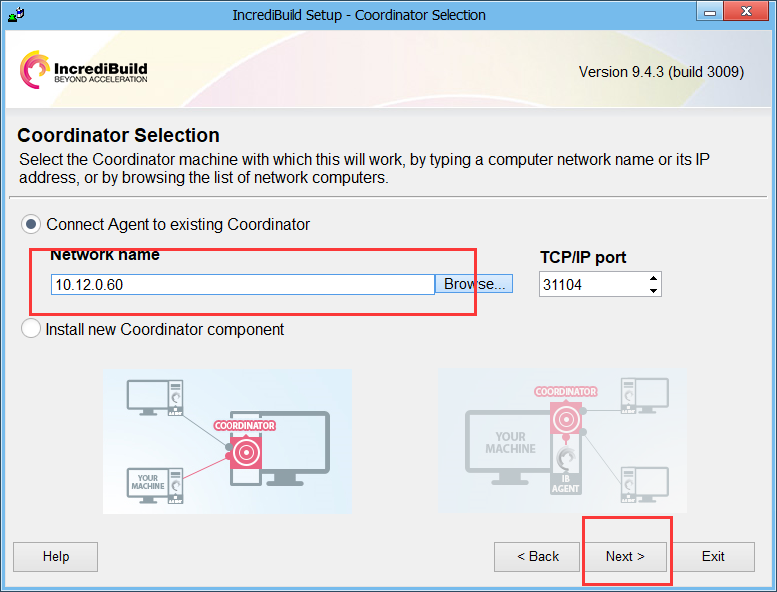 IncrediBuild Setup - Coordinator Selection
IncrediBuild
BEYOND ACCELERATION
Version 9.4.3 (build 3009)
Coordinator Selection
Select the Coordinator machine with which this will work, by typing a computer network name or its IP
address, or by browsing the list of network computers.
Connect Agent to existing Coordinator
Network name
TCP/IP port
10.12.0.60
Browse...
31104
Install new Coordinator component
COORDINATOR
YOUR
MACHINE
COORDINATOR
YOUR
MACHINE
IB
AGENT
Help
< Back
Next >
Exit